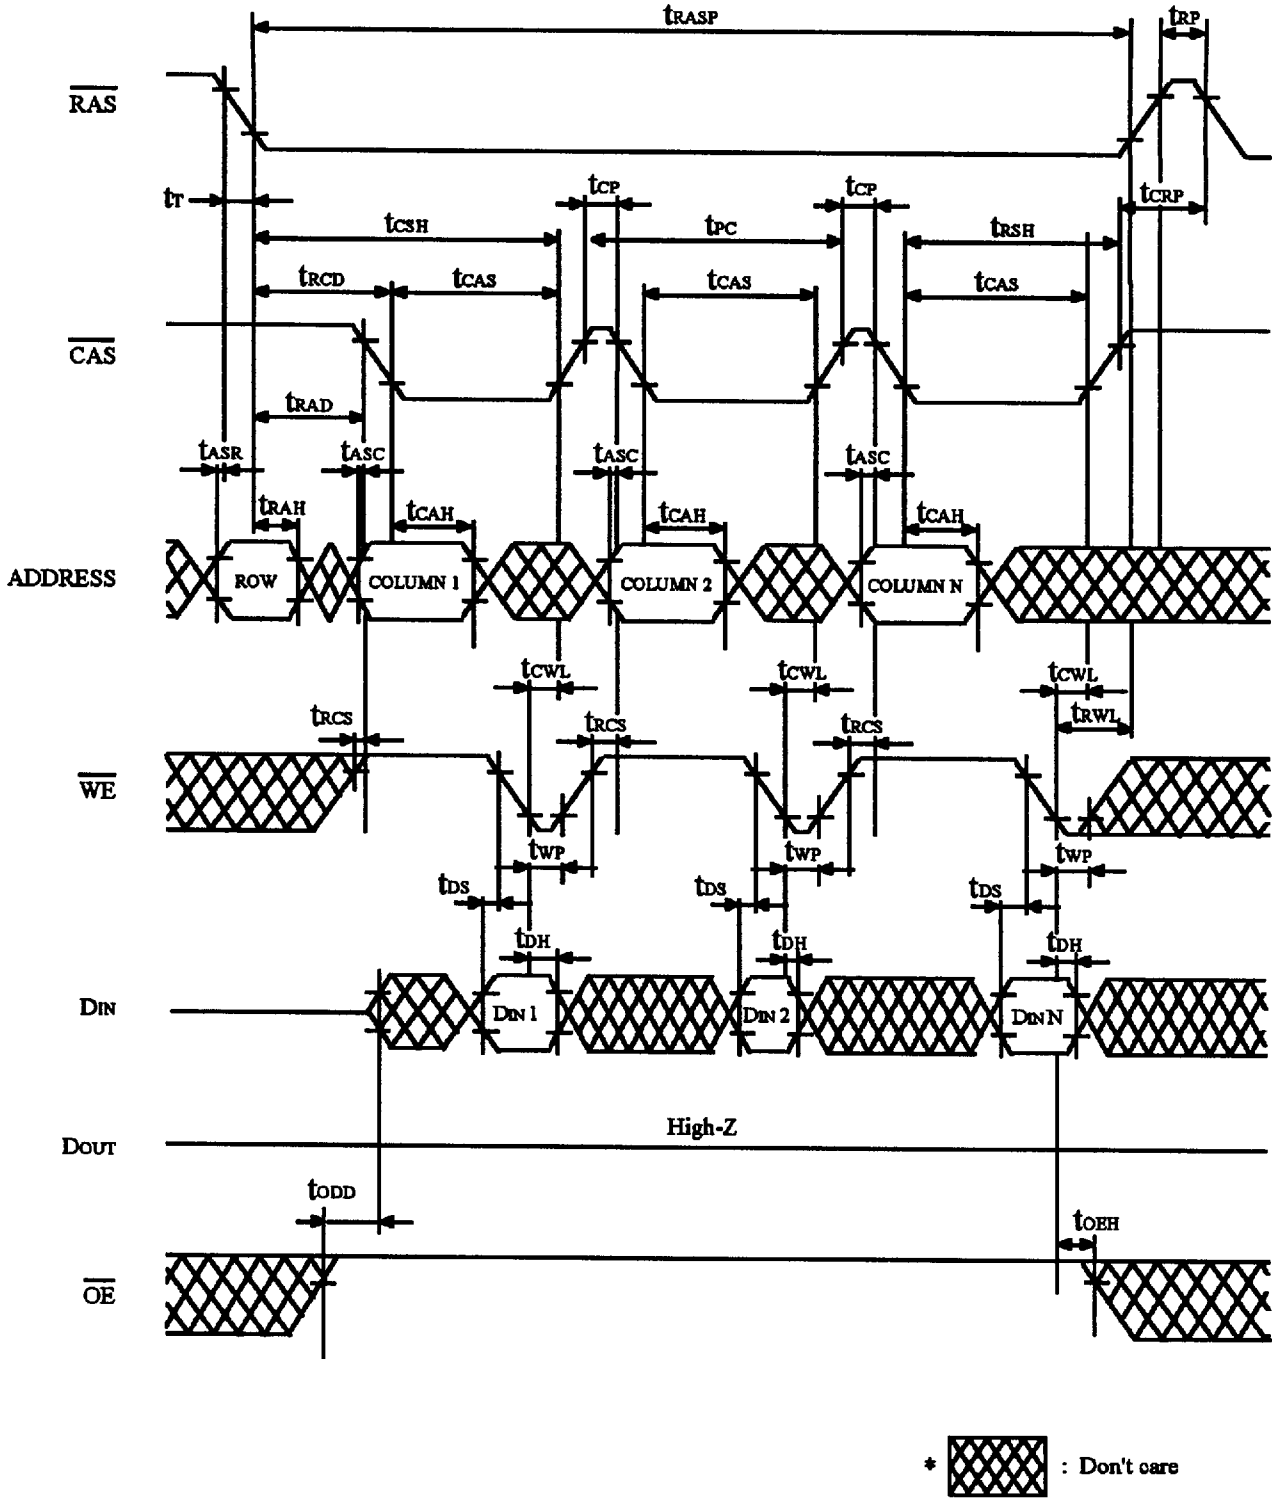 tRASP
tRP
RAS
tT
tCP
tCP
tCRP
tCSH
tPC
tRSH
tRCD
tCAS
tCAS
tCAS
CAS
tRAD
tASR
tASC
tASC
tASC
tRAH
tCAH
tCAH
tCAH
ADDRESS
ROW
COLUMN 1
COLUMN 2
COLUMN N
tCWL
tCWL
tCWL
tRCS
tRCS
tRCS
tRWL
WE
tWP
tWP
tWP
tDS
tDS
tDS
tDH
tDH
tDH
DIN
DIN 1
DIN 2
DIN N
DOUT
High-Z
tODD
tOEH
OE
* : Don't care